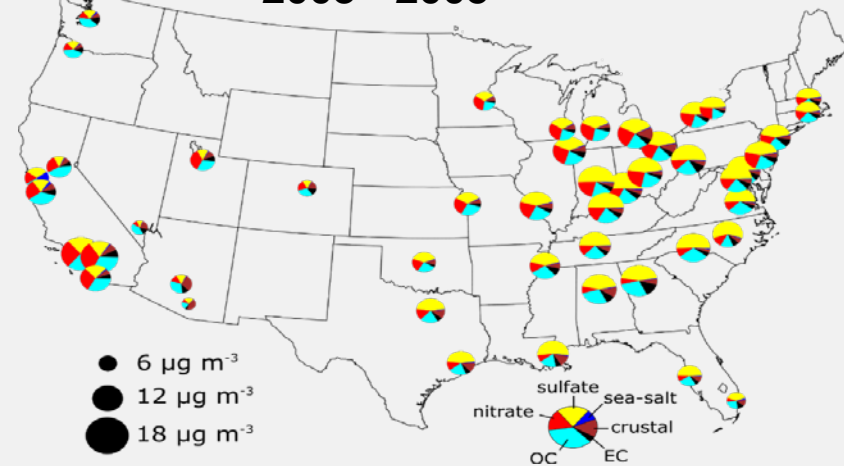 6 µg m⁻³
12 µg m⁻³
18 µg m⁻³
sulfate
sea-salt
nitrate
crustal
OC
EC